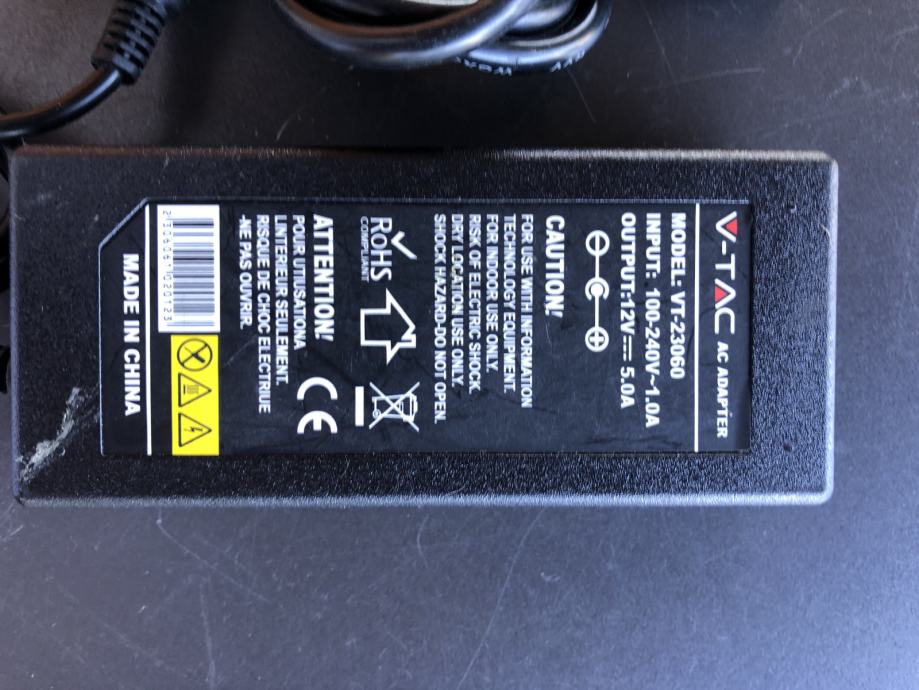 V-TAC AC ADAPTER
MODEL: VT-23060
INPUT: 100-240V~1.0A
OUTPUT:12V⎓5.0A
CAUTION!
FOR USE WITH INFORMATION
TECHNOLOGY EQUIPMENT.
FOR INDOOR USE ONLY.
RISK OF ELECTRIC SHOCK.
DRY LOCATION USE ONLY.
SHOCK HAZARD-DO NOT OPEN.
RoHS
COMPLIANT
ATTENTION!
POUR UTIUSATIONA
LINTERIEUR SEULEMENT.
RISQUE DE CHOC ELECTRIUE
-NE PAS OUVRIR.
CE
MADE IN CHINA